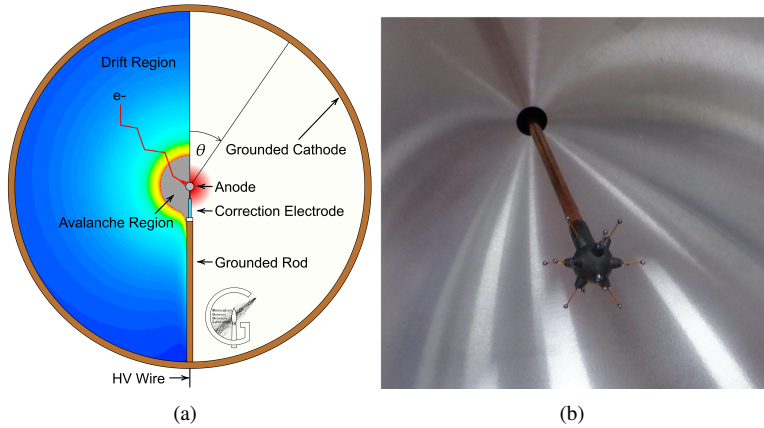 Drift Region
e-
θ
Grounded Cathode
Anode
Avalanche Region
Correction Electrode
Grounded Rod
G
HV Wire
(a)
(b)